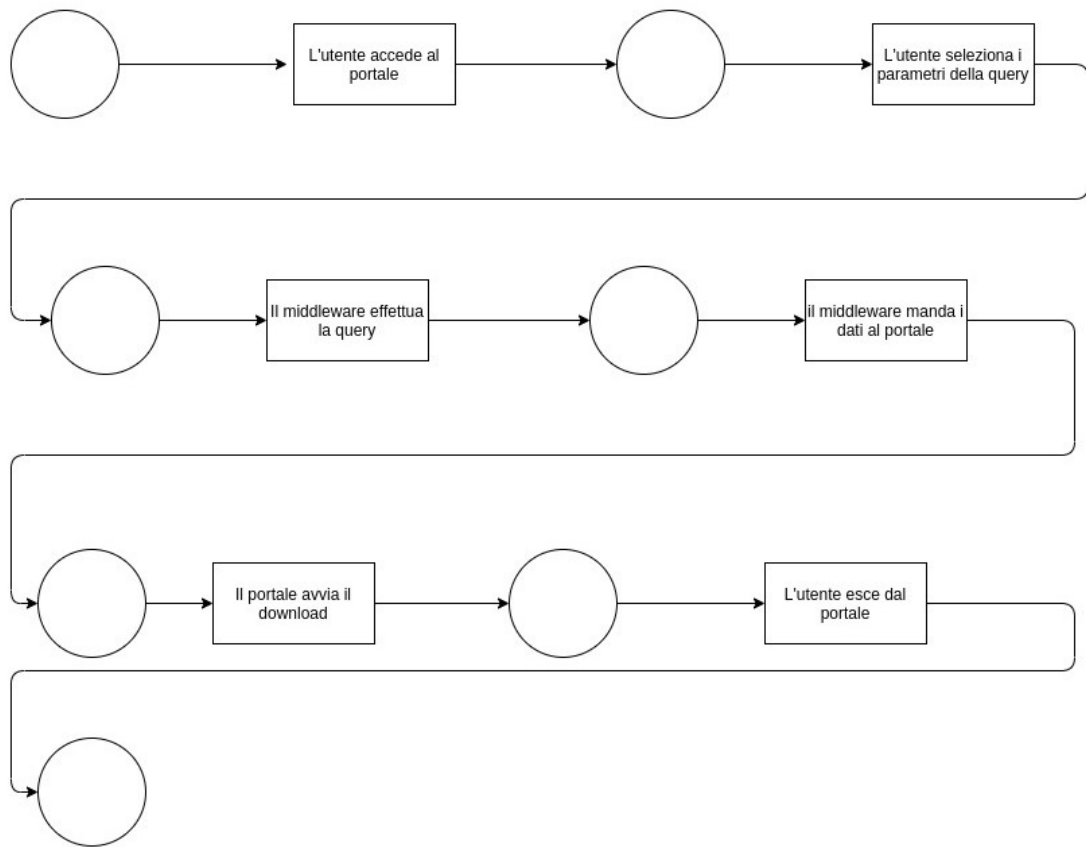 L'utente accede al
portale
L'utente seleziona i
parametri della query
Il middleware effettua
la query
il middleware manda i
dati al portale
Il portale avvia il
download
L'utente esce dal
portale